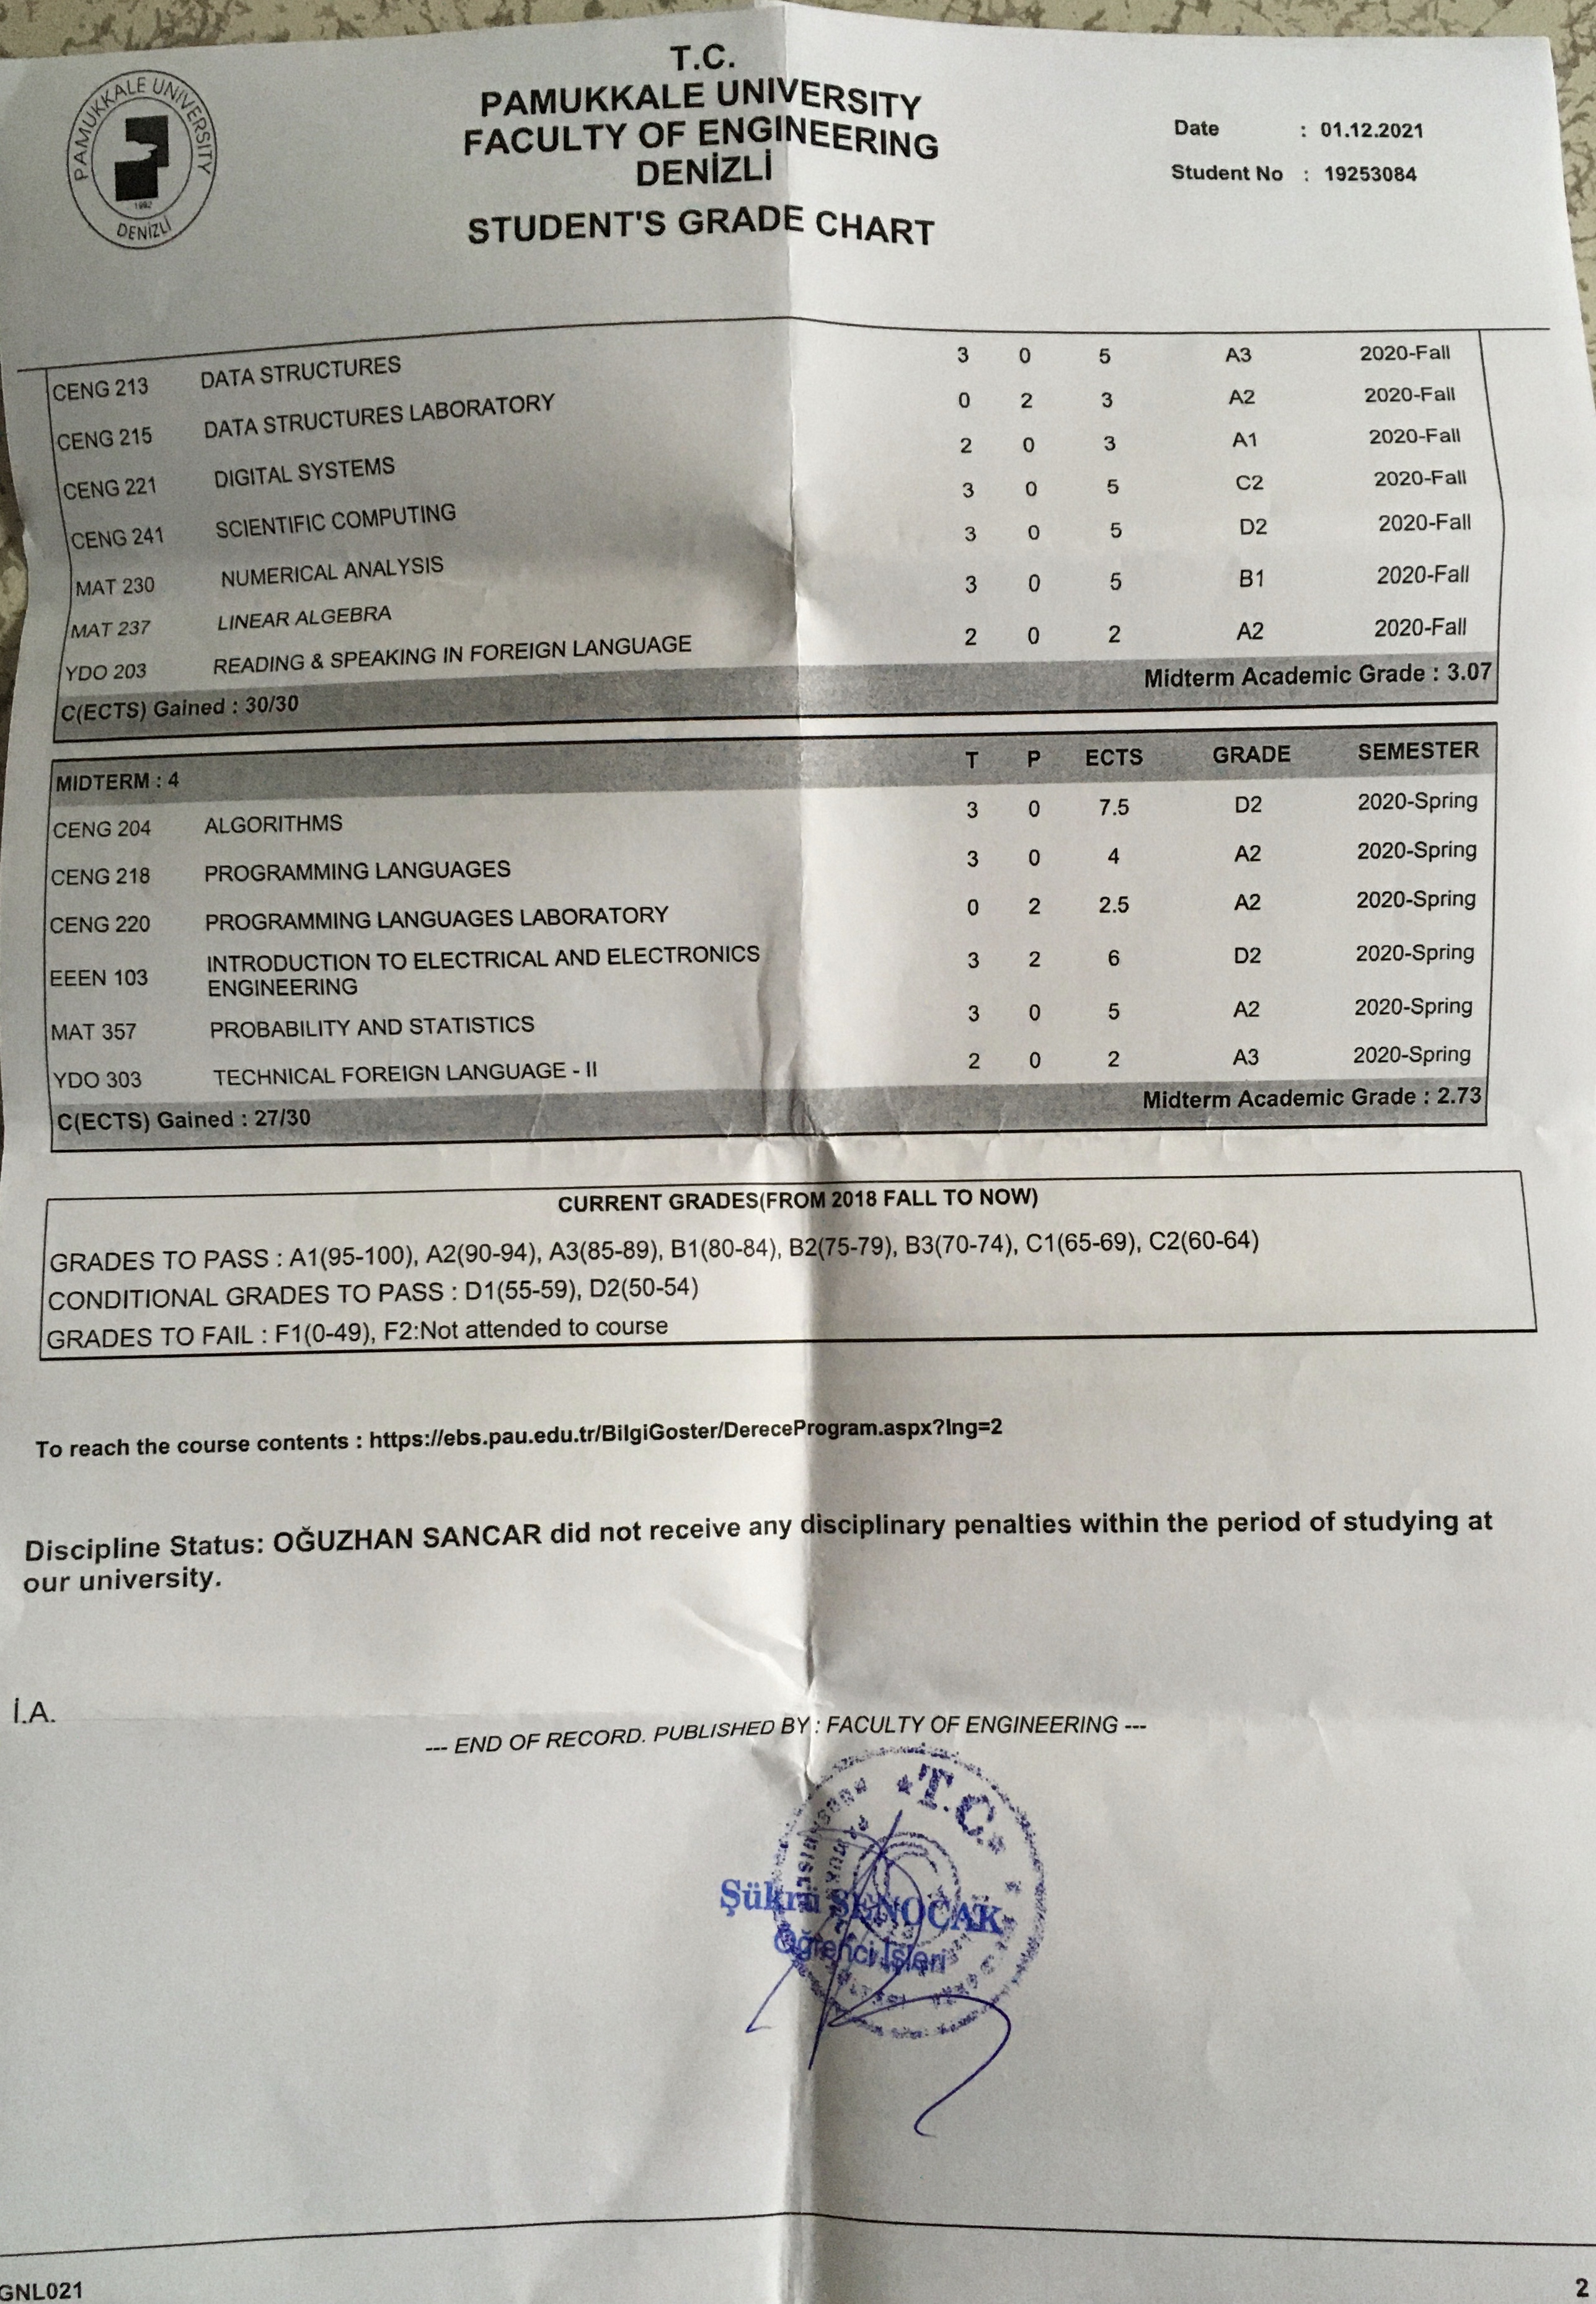 T.C.
PAMUKKALE UNIVERSITY
FACULTY OF ENGINEERING
DENİZLİ
STUDENT'S GRADE CHART
PAMUKKALE UNIVERSITY
1992
DENİZLİ
Date : 01.12.2021
Student No : 19253084
CENG 213 DATA STRUCTURES 3 0 5 A3 2020-Fall
CENG 215 DATA STRUCTURES LABORATORY 0 2 3 A2 2020-Fall
CENG 221 DIGITAL SYSTEMS 2 0 3 A1 2020-Fall
CENG 241 SCIENTIFIC COMPUTING 3 0 5 C2 2020-Fall
MAT 230 NUMERICAL ANALYSIS 3 0 5 D2 2020-Fall
MAT 237 LINEAR ALGEBRA 3 0 5 B1 2020-Fall
YDO 203 READING & SPEAKING IN FOREIGN LANGUAGE 2 0 2 A2 2020-Fall
C(ECTS) Gained : 30/30 Midterm Academic Grade : 3.07
MIDTERM : 4 T P ECTS GRADE SEMESTER
CENG 204 ALGORITHMS 3 0 7.5 D2 2020-Spring
CENG 218 PROGRAMMING LANGUAGES 3 0 4 A2 2020-Spring
CENG 220 PROGRAMMING LANGUAGES LABORATORY 0 2 2.5 A2 2020-Spring
EEEN 103 INTRODUCTION TO ELECTRICAL AND ELECTRONICS 3 2 6 D2 2020-Spring
ENGINEERING
MAT 357 PROBABILITY AND STATISTICS 3 0 5 A2 2020-Spring
YDO 303 TECHNICAL FOREIGN LANGUAGE - II 2 0 2 A3 2020-Spring
C(ECTS) Gained : 27/30 Midterm Academic Grade : 2.73
CURRENT GRADES(FROM 2018 FALL TO NOW)
GRADES TO PASS : A1(95-100), A2(90-94), A3(85-89), B1(80-84), B2(75-79), B3(70-74), C1(65-69), C2(60-64)
CONDITIONAL GRADES TO PASS : D1(55-59), D2(50-54)
GRADES TO FAIL : F1(0-49), F2:Not attended to course
To reach the course contents : https://ebs.pau.edu.tr/BilgiGoster/DereceProgram.aspx?lng=2
Discipline Status: OĞUZHAN SANCAR did not receive any disciplinary penalties within the period of studying at
our university.
İ.A.
--- END OF RECORD. PUBLISHED BY : FACULTY OF ENGINEERING ---
T.C.
Şükrü ŞENOCAK
Öğrenci İşleri
GNL021
2